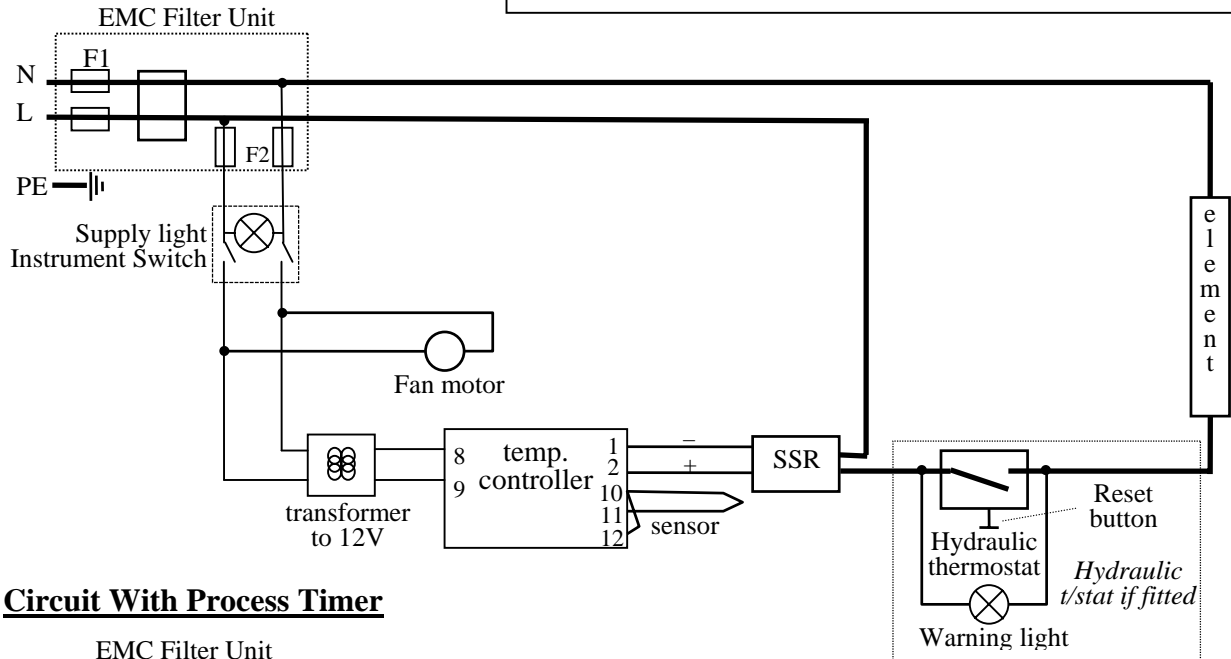 EMC Filter Unit
F1
N
L
F2
PE
Supply light
Instrument Switch
element
Fan motor
8
9
temp.
controller
1
2
10
11
12
–
+
SSR
sensor
transformer
to 12V
Reset
button
Hydraulic
thermostat
Hydraulic
t/stat if fitted
Warning light
Circuit With Process Timer
EMC Filter Unit